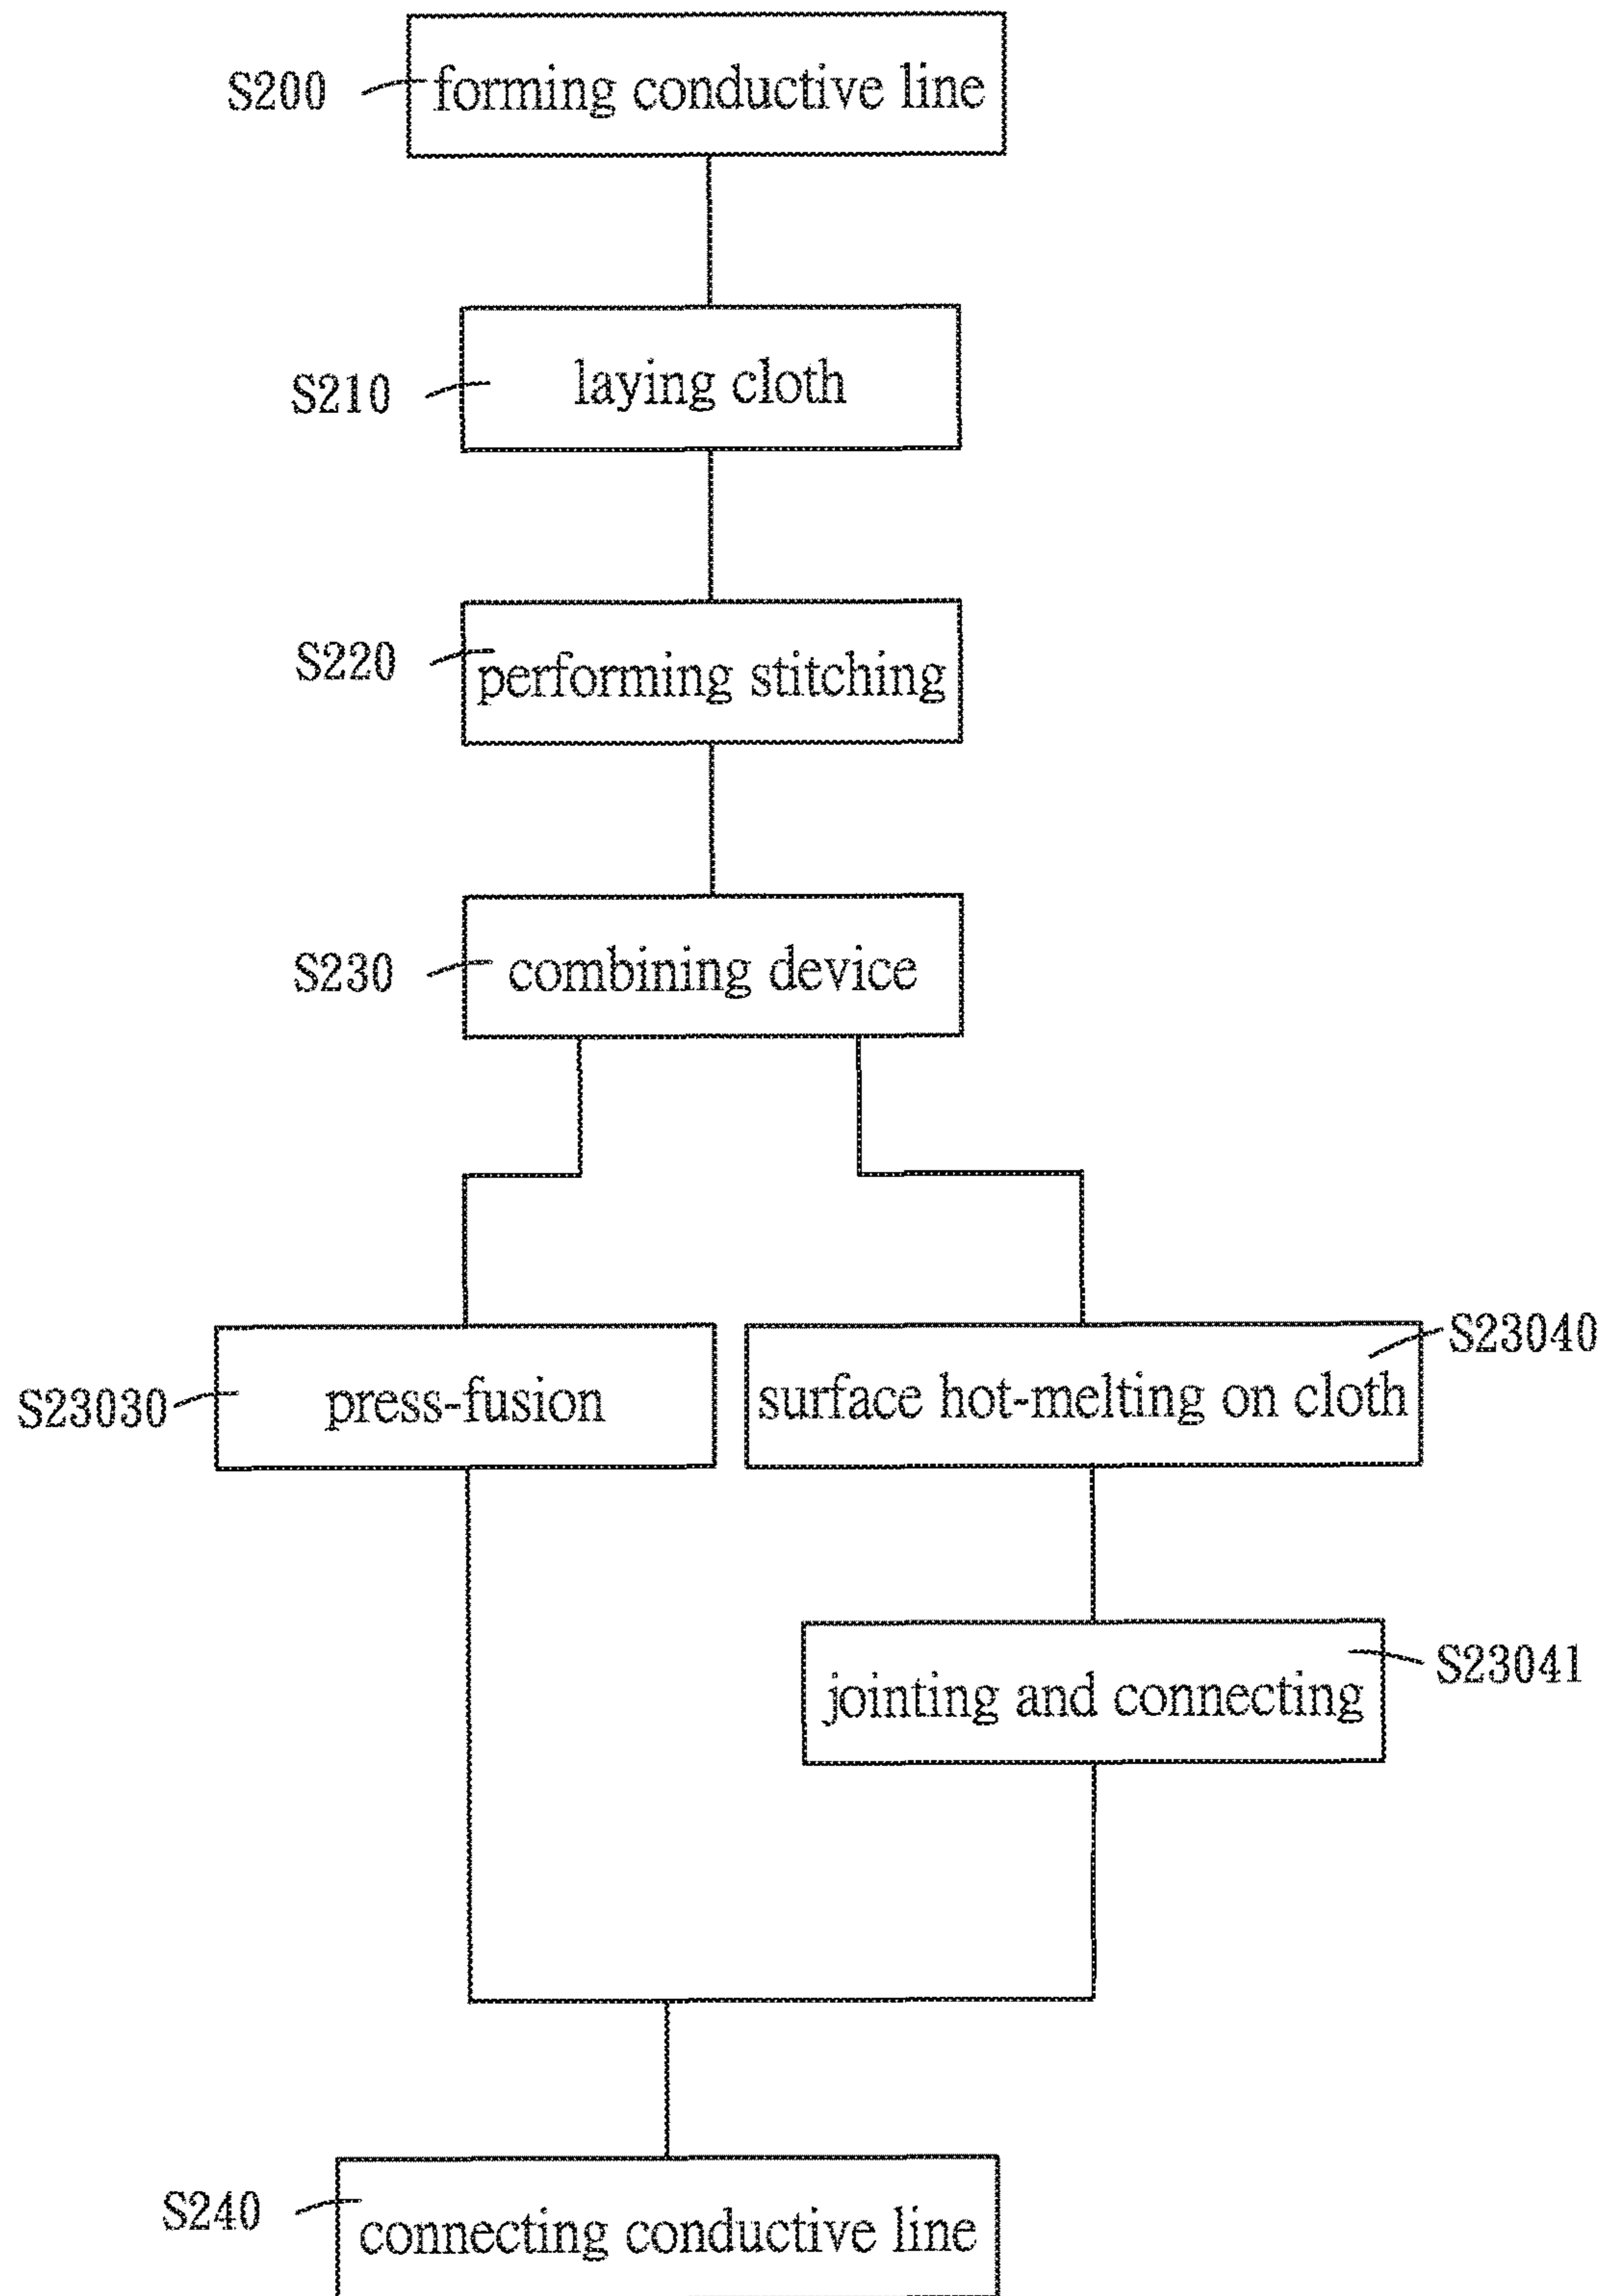 S200
forming conductive line
S210
laying cloth
S220
performing stitching
S230
combining device
S23030
press-fusion
S23040
surface hot-melting on cloth
S23041
jointing and connecting
S240
connecting conductive line